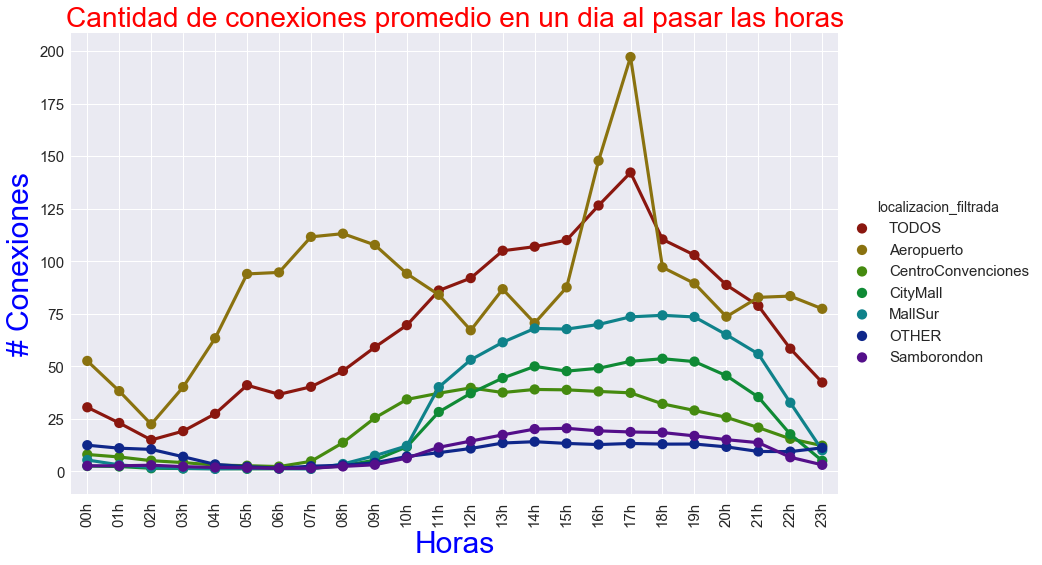 Cantidad de conexiones promedio en un dia al pasar las horas
# Conexiones
200
175
150
125
100
75
50
25
0
00h 01h 02h 03h 04h 05h 06h 07h 08h 09h 10h 11h 12h 13h 14h 15h 16h 17h 18h 19h 20h 21h 22h 23h
Horas
localizacion_filtrada
TODOS
Aeropuerto
CentroConvenciones
CityMall
MallSur
OTHER
Samborondon